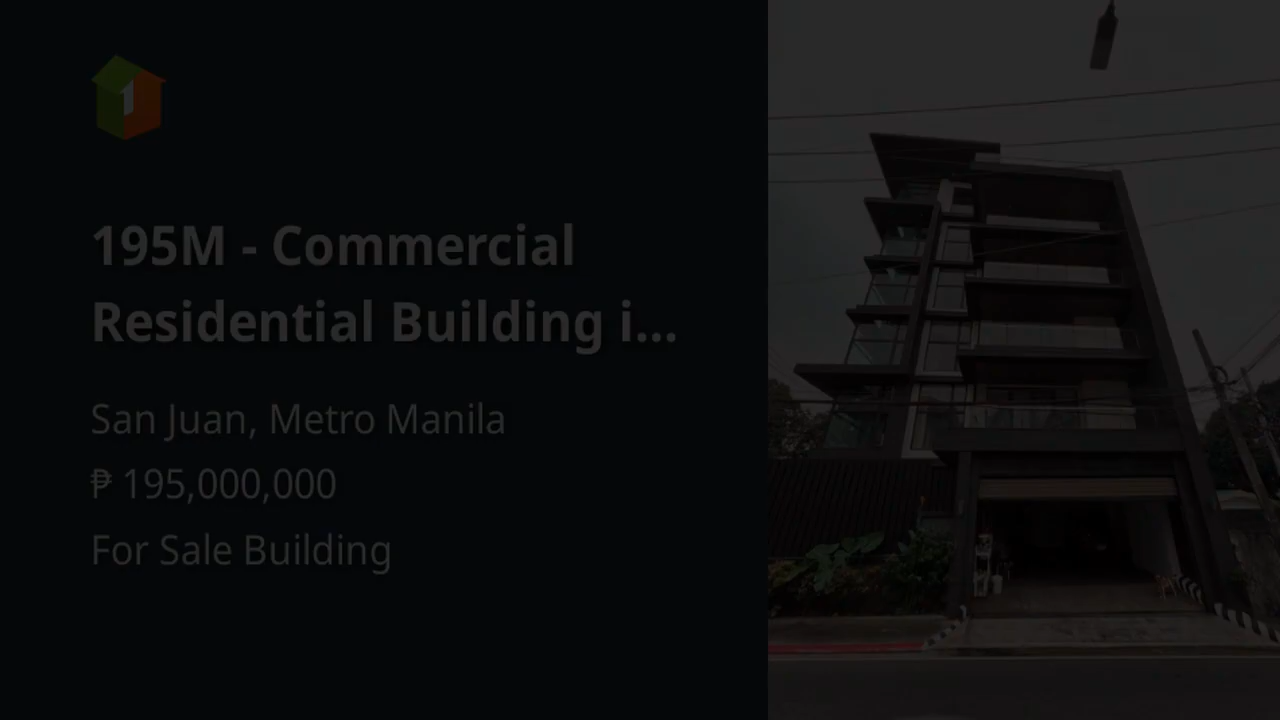 195M - Commercial
Residential Building i...
San Juan, Metro Manila
₱ 195,000,000
For Sale Building